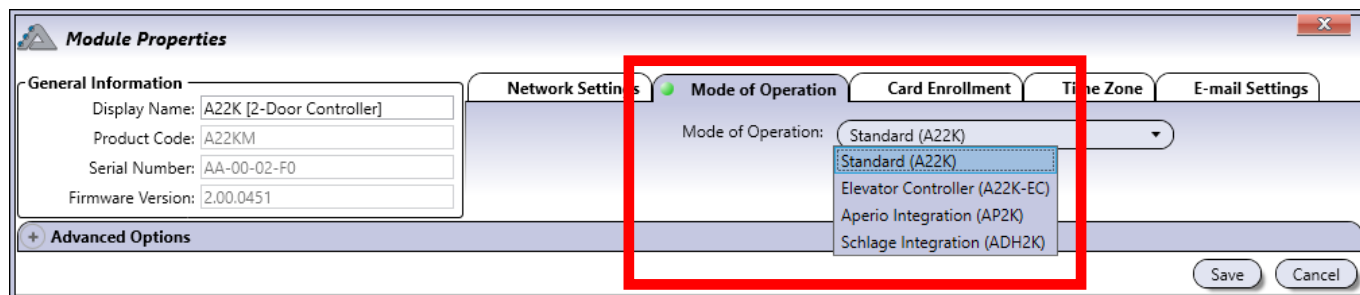 Module Properties
X
General Information
Display Name: A22K [2-Door Controller]
Product Code: A22KM
Serial Number: AA-00-02-F0
Firmware Version: 2.00.0451
Network Settings
Mode of Operation
Card Enrollment
Time Zone
E-mail Settings
Mode of Operation: Standard (A22K)
Standard (A22K)
Elevator Controller (A22K-EC)
Aperio Integration (AP2K)
Schlage Integration (ADH2K)
+ Advanced Options
Save
Cancel